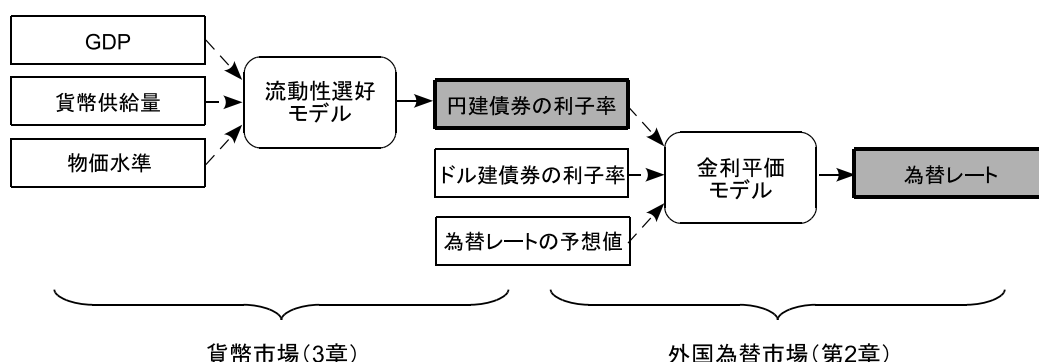 GDP
貨幣供給量
物価水準
流動性選好
モデル
円建債券の利子率
ドル建債券の利子率
為替レートの予想値
金利平価
モデル
為替レート
貨幣市場(3章)
外国為替市場(第2章)